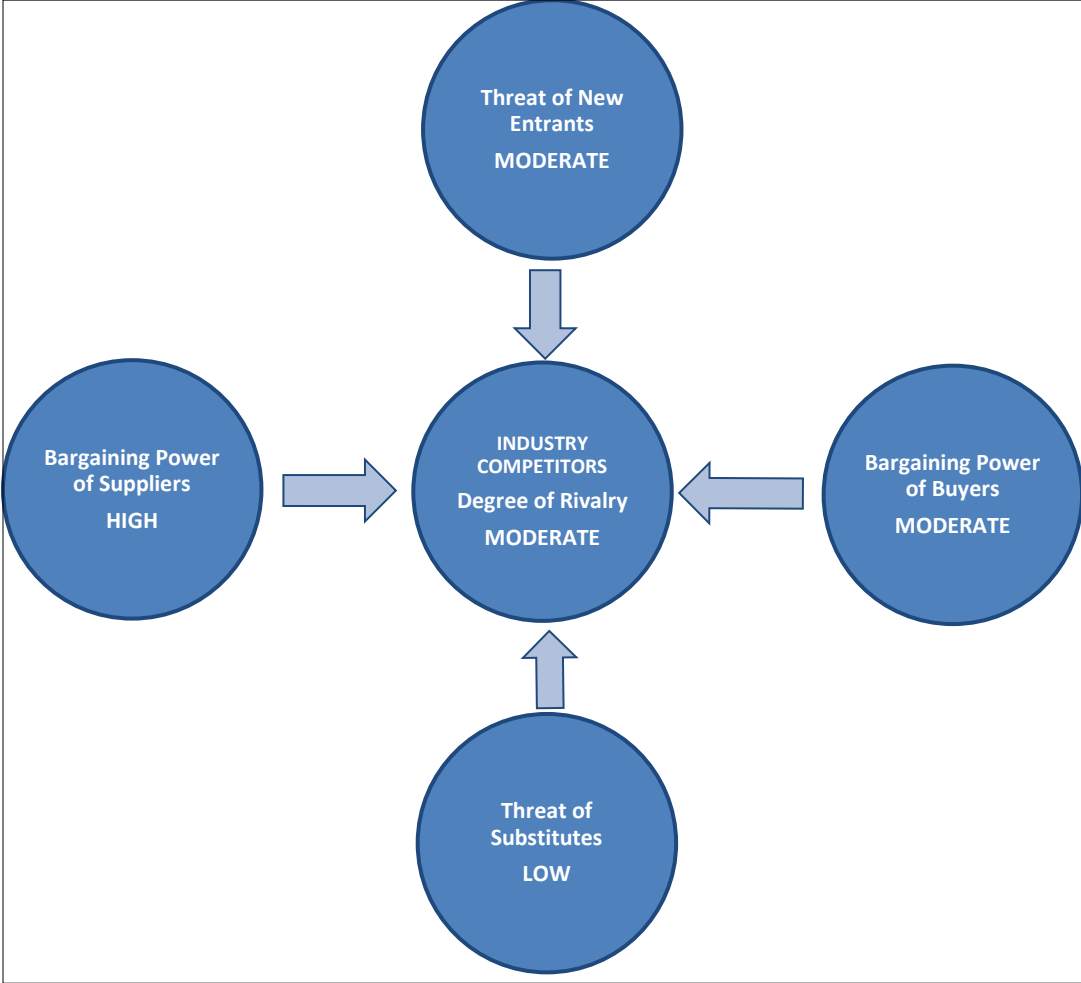 Threat of New
Entrants
MODERATE
Bargaining Power
of Suppliers
HIGH
INDUSTRY
COMPETITORS
Degree of Rivalry
MODERATE
Bargaining Power
of Buyers
MODERATE
Threat of
Substitutes
LOW